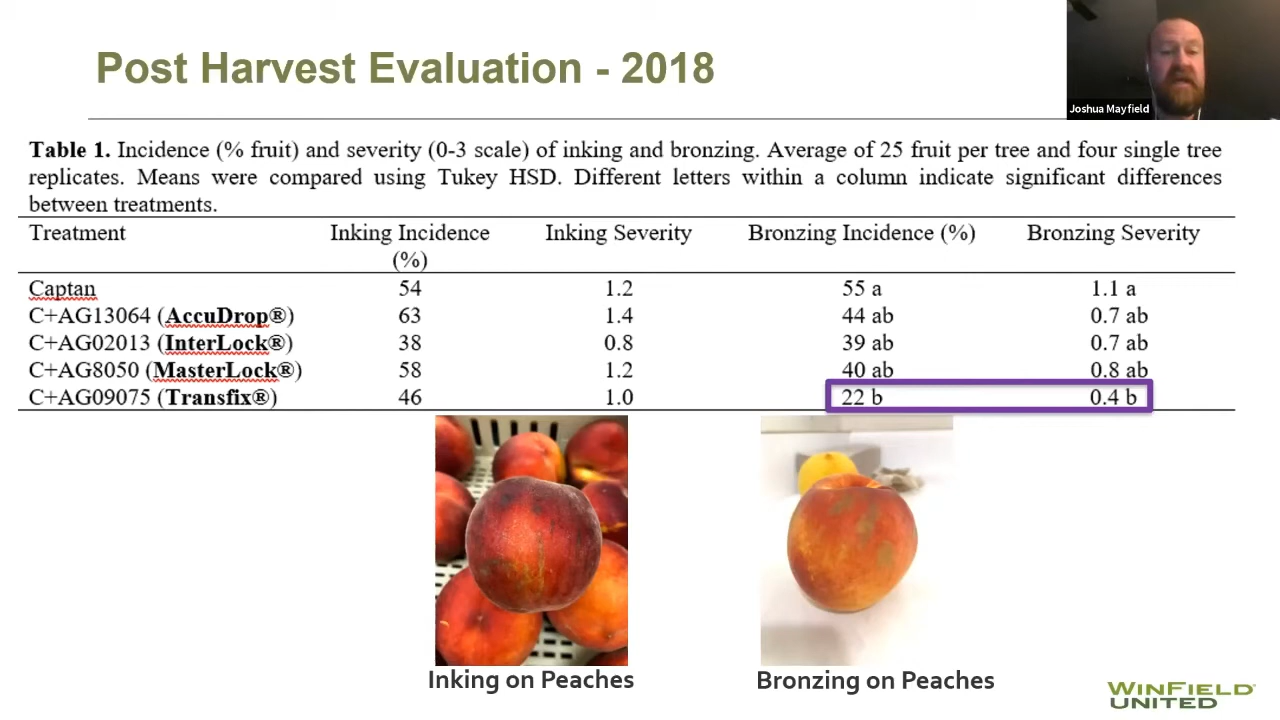 Post Harvest Evaluation - 2018
Joshua Mayfield
Table 1. Incidence (% fruit) and severity (0-3 scale) of inking and bronzing. Average of 25 fruit per tree and four single tree
replicates. Means were compared using Tukey HSD. Different letters within a column indicate significant differences
between treatments.
Treatment Inking Incidence (%) Inking Severity Bronzing Incidence (%) Bronzing Severity
Captan 54 1.2 55 a 1.1 a
C+AG13064 (AccuDrop®) 63 1.4 44 ab 0.7 ab
C+AG02013 (InterLock®) 38 0.8 39 ab 0.7 ab
C+AG8050 (MasterLock®) 58 1.2 40 ab 0.8 ab
C+AG09075 (Transfix®) 46 1.0 22 b 0.4 b
Inking on Peaches
Bronzing on Peaches
WINFIELD
UNITED